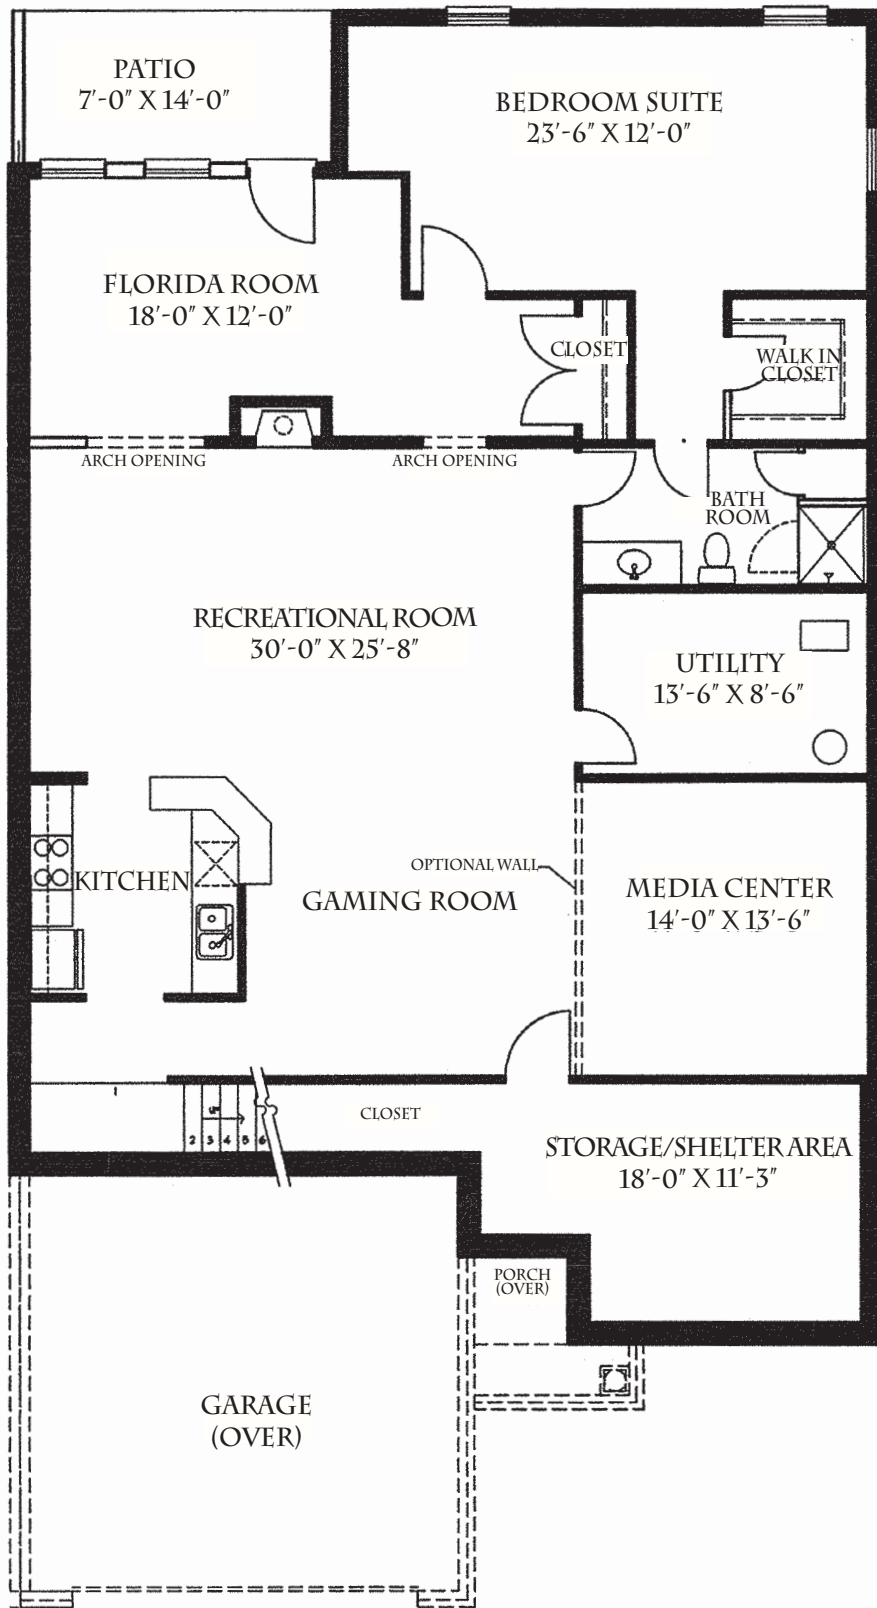 PATIO
7'-0" X 14'-0"
BEDROOM SUITE
23'-6" X 12'-0"
FLORIDA ROOM
18'-0" X 12'-0"
CLOSET
WALK IN
CLOSET
ARCH OPENING
ARCH OPENING
BATH
ROOM
RECREATIONAL ROOM
30'-0" X 25'-8"
UTILITY
13'-6" X 8'-6"
KITCHEN
OPTIONAL WALL
GAMING ROOM
MEDIA CENTER
14'-0" X 13'-6"
1
UP
2 3 4 5 6
CLOSET
STORAGE/SHELTER AREA
18'-0" X 11'-3"
PORCH
(OVER)
GARAGE
(OVER)